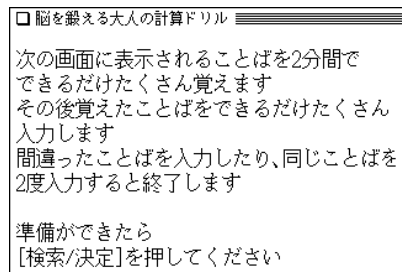 脳を鍛える大人の計算ドリル
次の画面に表示されることばを2分間で
できるだけたくさん覚えます
その後覚えたことばをできるだけたくさん
入力します
間違ったことばを入力したり、同じことばを
2度入力すると終了します
準備ができたら
[検索/決定]を押してください